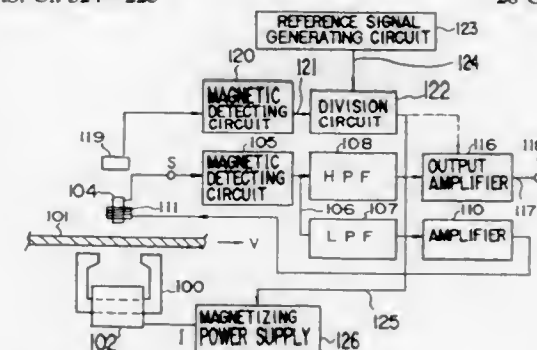 REFERENCE SIGNAL
GENERATING CIRCUIT
123
124
120
MAGNETIC
DETECTING
CIRCUIT
121
DIVISION
CIRCUIT
122
119
105
MAGNETIC
DETECTING
CIRCUIT
S
108
HPF
116
OUTPUT
AMPLIFIER
118
117
104
111
106
107
LPF
110
AMPLIFIER
101
V
100
102
I
MAGNETIZING
POWER SUPPLY
125
126